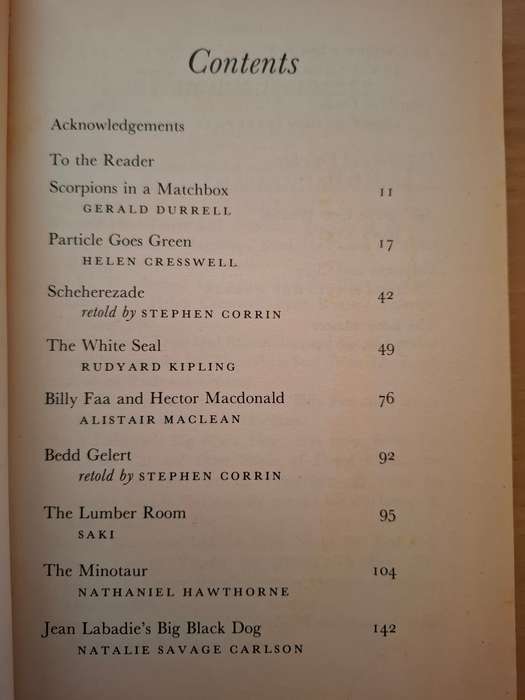 Contents
Acknowledgements
To the Reader
Scorpions in a Matchbox 11
GERALD DURRELL
Particle Goes Green 17
HELEN CRESSWELL
Scheherezade 42
retold by STEPHEN CORRIN
The White Seal 49
RUDYARD KIPLING
Billy Faa and Hector Macdonald 76
ALISTAIR MACLEAN
Bedd Gelert 92
retold by STEPHEN CORRIN
The Lumber Room 95
SAKI
The Minotaur 104
NATHANIEL HAWTHORNE
Jean Labadie's Big Black Dog 142
NATALIE SAVAGE CARLSON